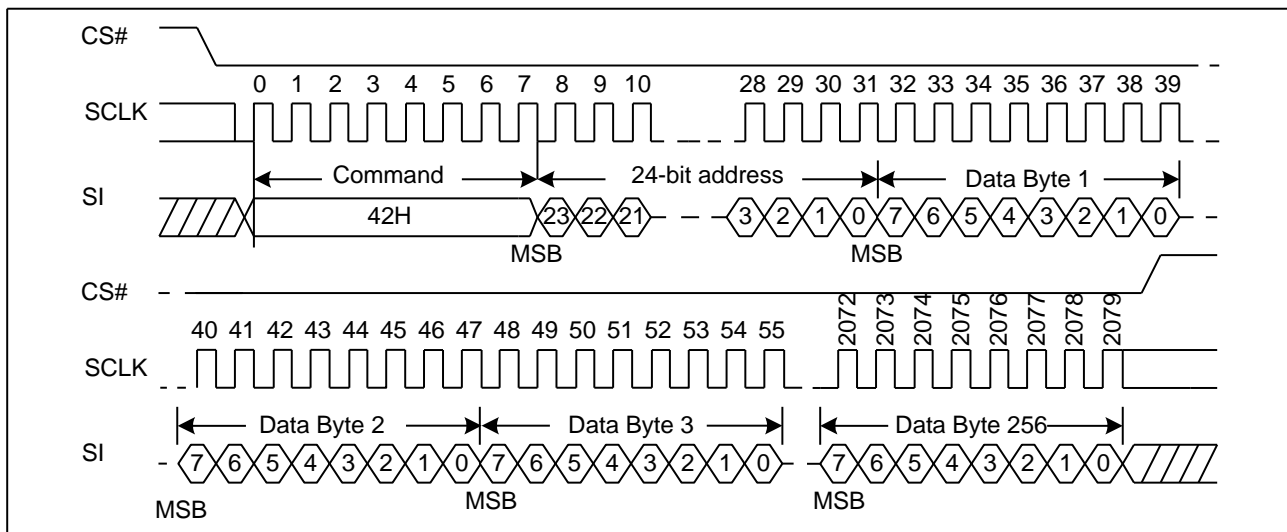 CS#
0 1 2 3 4 5 6 7 8 9 10 28 29 30 31 32 33 34 35 36 37 38 39
SCLK
Command 24-bit address Data Byte 1
SI
42H 23 22 21 3 2 1 0 7 6 5 4 3 2 1 0
MSB MSB
CS#
40 41 42 43 44 45 46 47 48 49 50 51 52 53 54 55 2072 2073 2074 2075 2076 2077 2078 2079
SCLK
Data Byte 2 Data Byte 3 Data Byte 256
SI
7 6 5 4 3 2 1 0 7 6 5 4 3 2 1 0 7 6 5 4 3 2 1 0
MSB MSB MSB